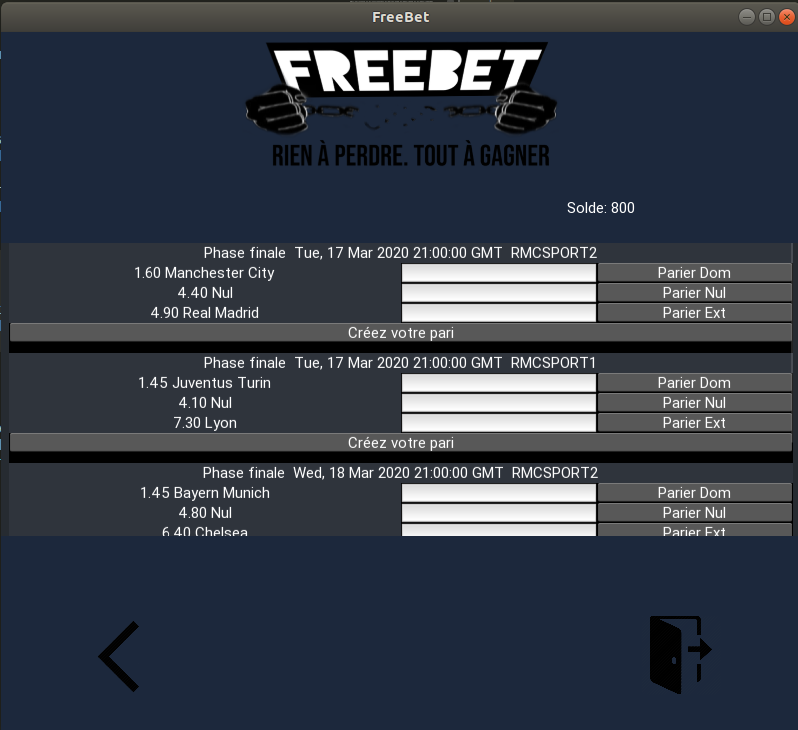 FreeBet
FREEBET
RIEN À PERDRE. TOUT À GAGNER
Solde: 800
Phase finale Tue, 17 Mar 2020 21:00:00 GMT RMCSPORT2
1.60 Manchester City Parier Dom
4.40 Nul Parier Nul
4.90 Real Madrid Parier Ext
Créez votre pari
Phase finale Tue, 17 Mar 2020 21:00:00 GMT RMCSPORT1
1.45 Juventus Turin Parier Dom
4.10 Nul Parier Nul
7.30 Lyon Parier Ext
Créez votre pari
Phase finale Wed, 18 Mar 2020 21:00:00 GMT RMCSPORT2
1.45 Bayern Munich Parier Dom
4.80 Nul Parier Nul
6.40 Chelsea Parier Ext